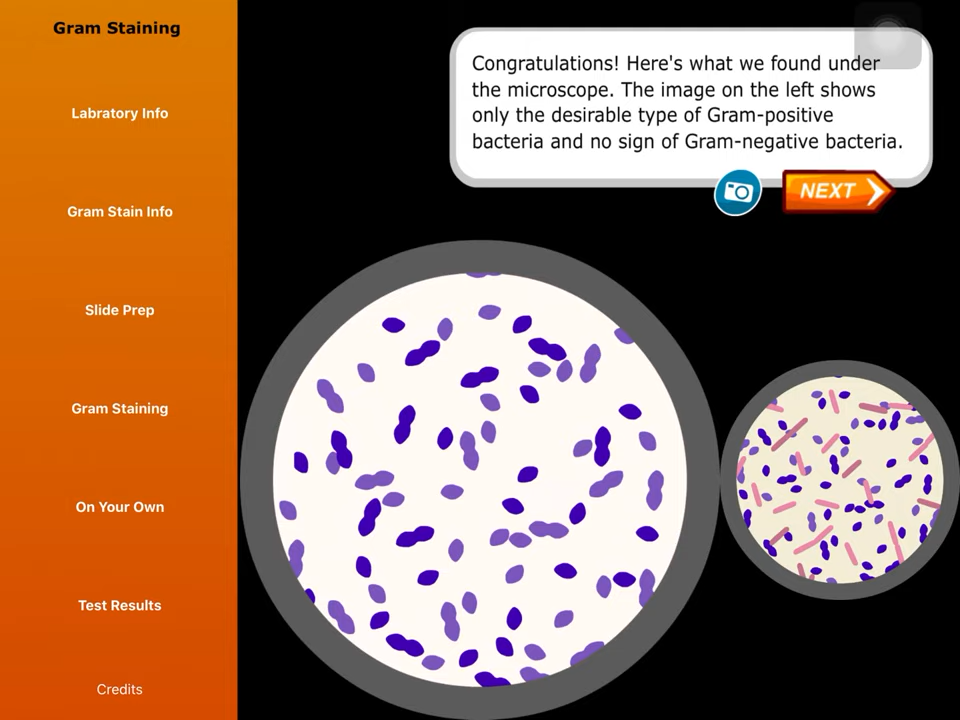 Gram Staining
Labratory Info
Gram Stain Info
Slide Prep
Gram Staining
On Your Own
Test Results
Credits
Congratulations! Here's what we found under
the microscope. The image on the left shows
only the desirable type of Gram-positive
bacteria and no sign of Gram-negative bacteria.
NEXT